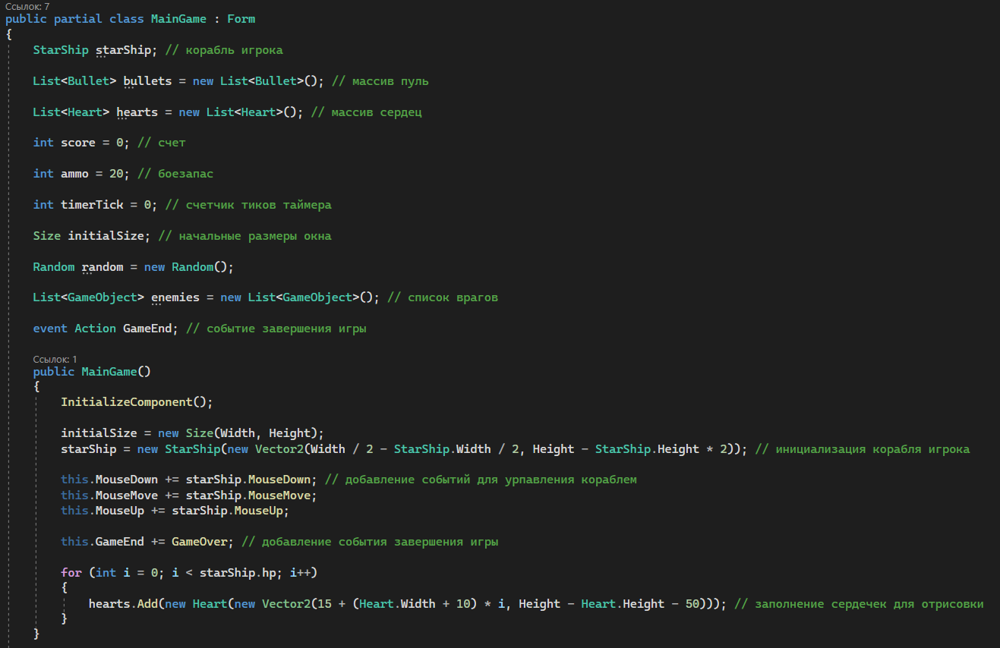 Ссылок: 7
public partial class MainGame : Form
{
StarShip starShip; // корабль игрока
List<Bullet> bullets = new List<Bullet>(); // массив пуль
List<Heart> hearts = new List<Heart>(); // массив сердец
int score = 0; // счет
int ammo = 20; // боезапас
int timerTick = 0; // счетчик тиков таймера
Size initialSize; // начальные размеры окна
Random random = new Random();
List<GameObject> enemies = new List<GameObject>(); // список врагов
event Action GameEnd; // событие завершения игры
Ссылок: 1
public MainGame()
{
InitializeComponent();
initialSize = new Size(Width, Height);
starShip = new StarShip(new Vector2(Width / 2 - StarShip.Width / 2, Height - StarShip.Height * 2)); // инициализация корабля игрока
this.MouseDown += starShip.MouseDown; // добавление событий для урпавления кораблем
this.MouseMove += starShip.MouseMove;
this.MouseUp += starShip.MouseUp;
this.GameEnd += GameOver; // добавление события завершения игры
for (int i = 0; i < starShip.hp; i++)
{
hearts.Add(new Heart(new Vector2(15 + (Heart.Width + 10) * i, Height - Heart.Height - 50))); // заполнение сердечек для отрисовки
}
}